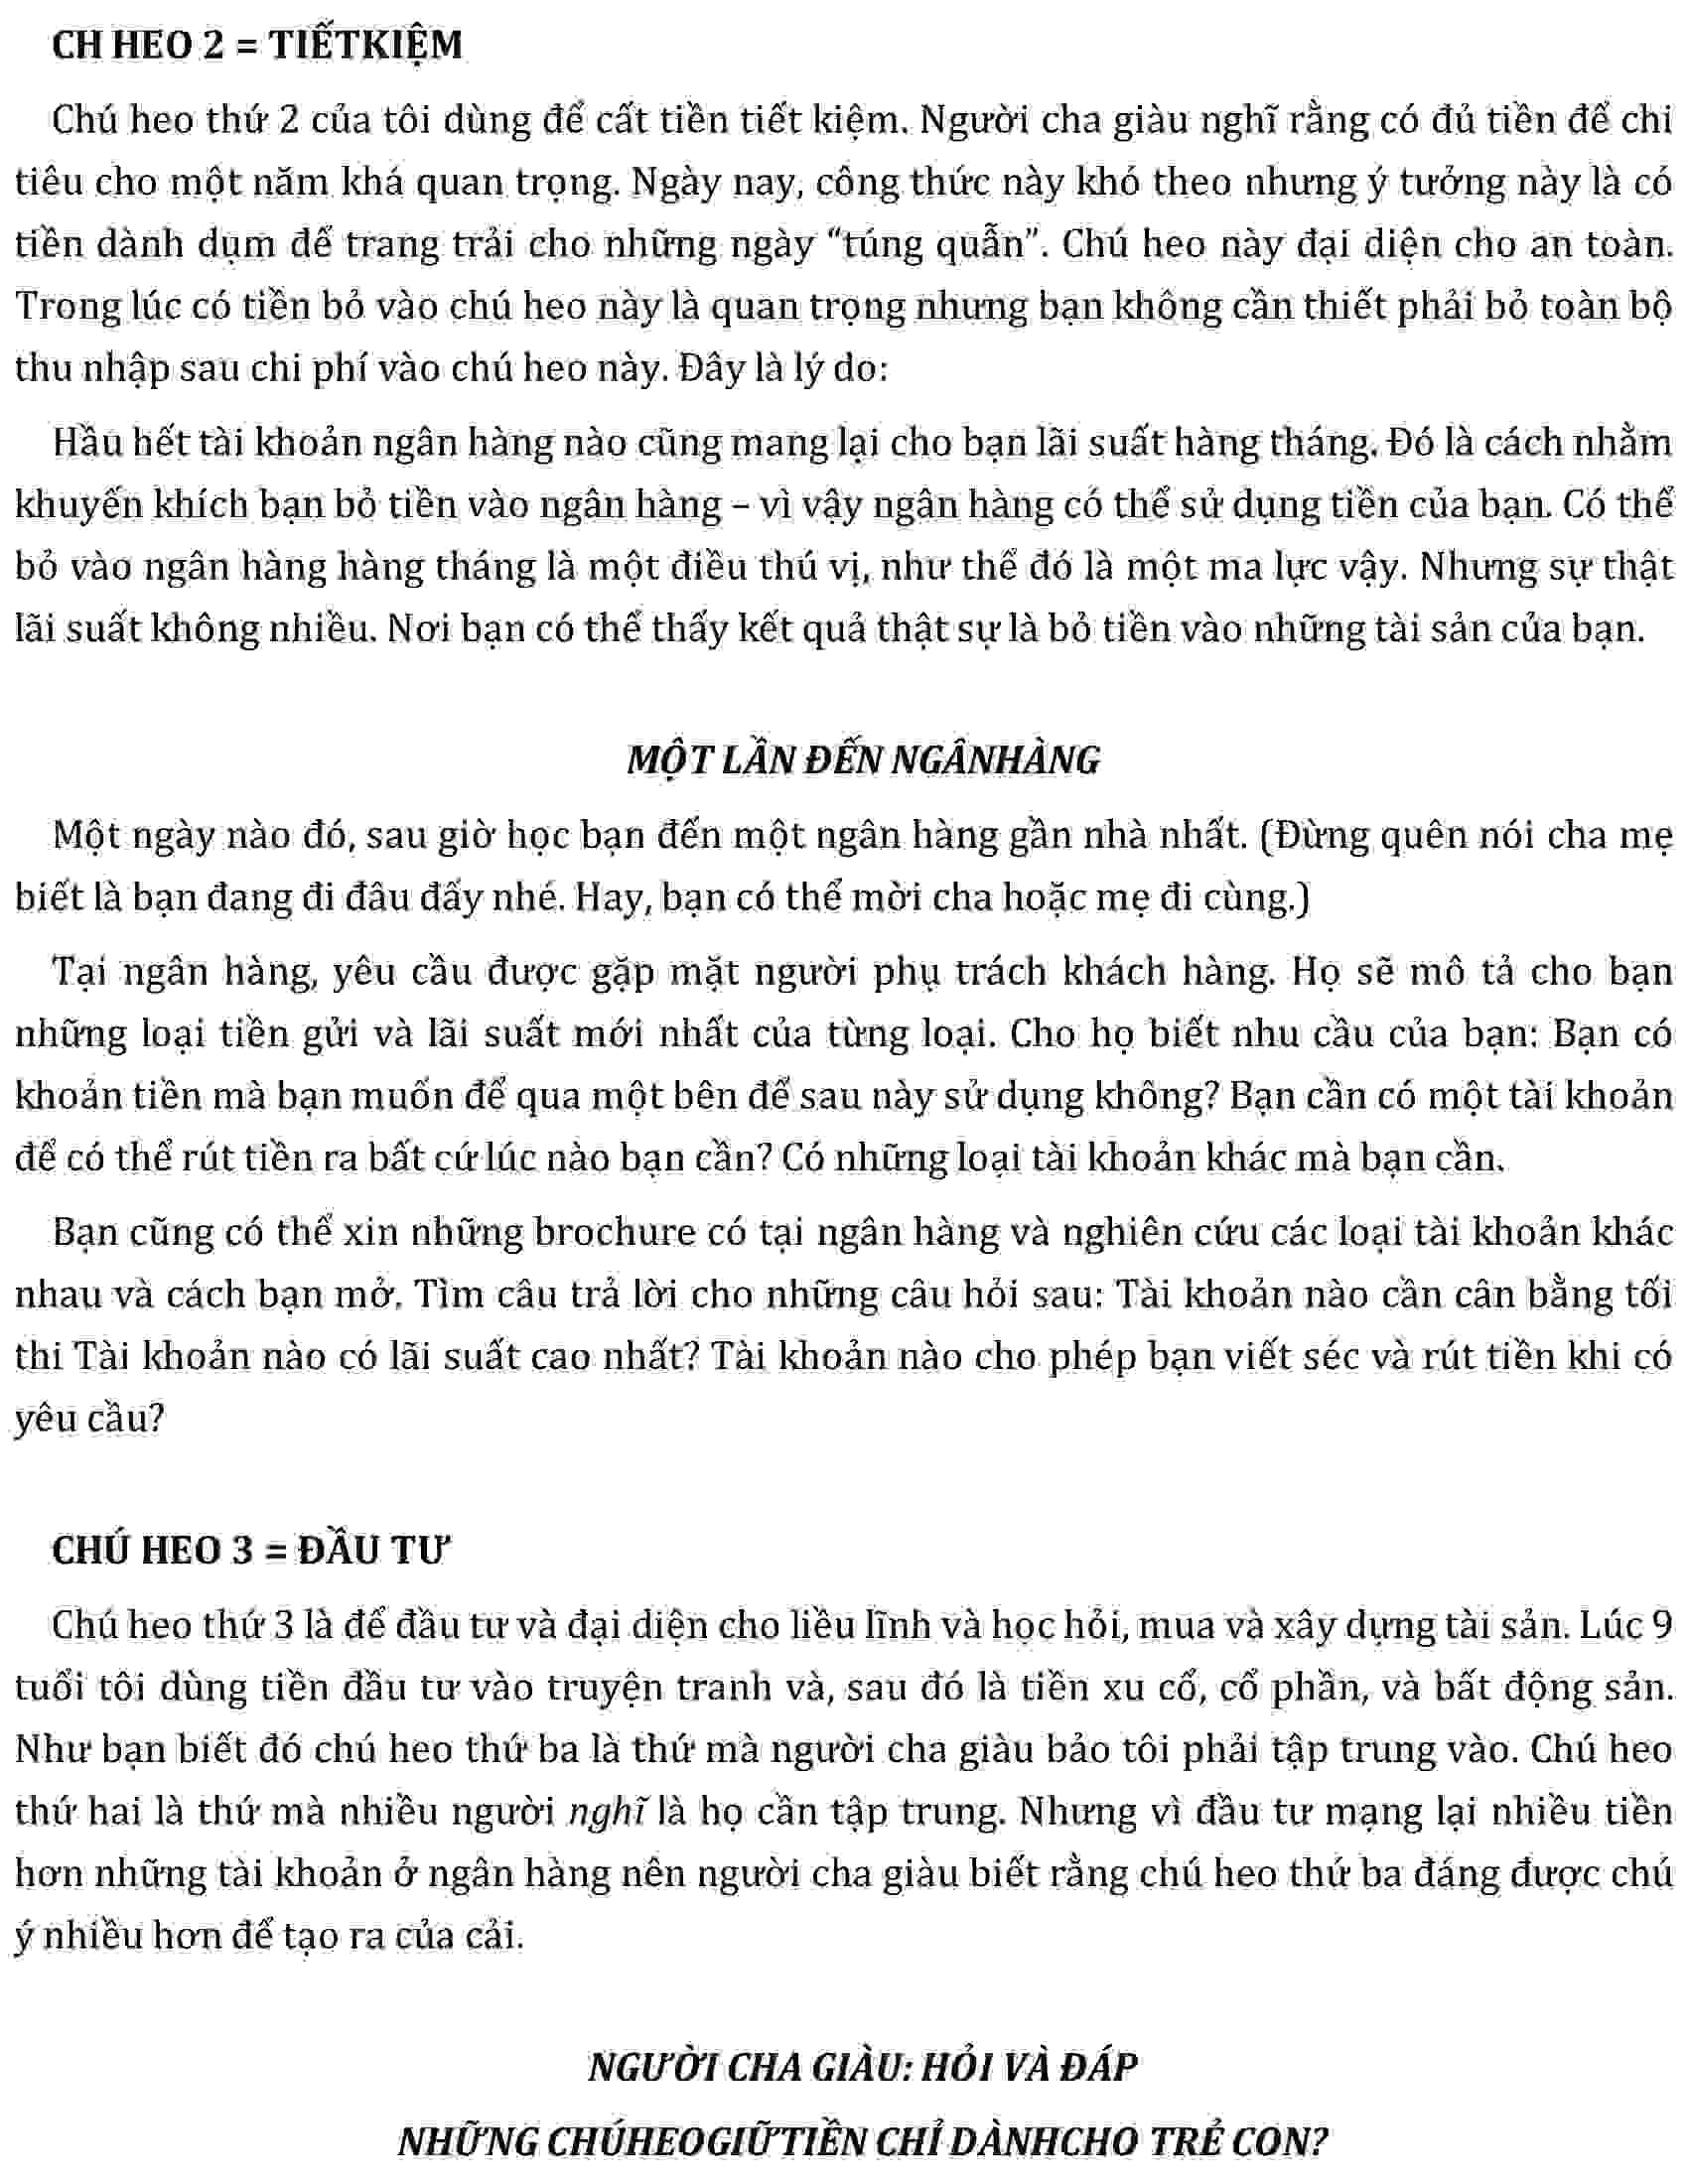 CH HEO 2 = TIẾTKIỆM
Chú heo thứ 2 của tôi dùng để cất tiền tiết kiệm. Người cha giàu nghĩ rằng có đủ tiền để chi
tiêu cho một năm khá quan trọng. Ngày nay, công thức này khó theo nhưng ý tưởng này là có
tiền dành dụm để trang trải cho những ngày “túng quẫn”. Chú heo này đại diện cho an toàn.
Trong lúc có tiền bỏ vào chú heo này là quan trọng nhưng bạn không cần thiết phải bỏ toàn bộ
thu nhập sau chi phí vào chú heo này. Đây là lý do:
Hầu hết tài khoản ngân hàng nào cũng mang lại cho bạn lãi suất hàng tháng. Đó là cách nhằm
khuyến khích bạn bỏ tiền vào ngân hàng – vì vậy ngân hàng có thể sử dụng tiền của bạn. Có thể
bỏ vào ngân hàng hàng tháng là một điều thú vị, như thể đó là một ma lực vậy. Nhưng sự thật
lãi suất không nhiều. Nơi bạn có thể thấy kết quả thật sự là bỏ tiền vào những tài sản của bạn.
MỘT LẦN ĐẾN NGÂNHÀNG
Một ngày nào đó, sau giờ học bạn đến một ngân hàng gần nhà nhất. (Đừng quên nói cha mẹ
biết là bạn đang đi đâu đấy nhé. Hay, bạn có thể mời cha hoặc mẹ đi cùng.)
Tại ngân hàng, yêu cầu được gặp mặt người phụ trách khách hàng. Họ sẽ mô tả cho bạn
những loại tiền gửi và lãi suất mới nhất của từng loại. Cho họ biết nhu cầu của bạn: Bạn có
khoản tiền mà bạn muốn để qua một bên để sau này sử dụng không? Bạn cần có một tài khoản
để có thể rút tiền ra bất cứ lúc nào bạn cần? Có những loại tài khoản khác mà bạn cần.
Bạn cũng có thể xin những brochure có tại ngân hàng và nghiên cứu các loại tài khoản khác
nhau và cách bạn mở. Tìm câu trả lời cho những câu hỏi sau: Tài khoản nào cần cân bằng tối
thi Tài khoản nào có lãi suất cao nhất? Tài khoản nào cho phép bạn viết séc và rút tiền khi có
yêu cầu?
CHÚ HEO 3 = ĐẦU TƯ
Chú heo thứ 3 là để đầu tư và đại diện cho liều lĩnh và học hỏi, mua và xây dựng tài sản. Lúc 9
tuổi tôi dùng tiền đầu tư vào truyện tranh và, sau đó là tiền xu cổ, cổ phần, và bất động sản.
Như bạn biết đó chú heo thứ ba là thứ mà người cha giàu bảo tôi phải tập trung vào. Chú heo
thứ hai là thứ mà nhiều người nghĩ là họ cần tập trung. Nhưng vì đầu tư mạng lại nhiều tiền
hơn những tài khoản ở ngân hàng nên người cha giàu biết rằng chú heo thứ ba đáng được chú
ý nhiều hơn để tạo ra của cải.
NGƯỜI CHA GIÀU: HỎI VÀ ĐÁP
NHỮNG CHÚHEOGIỮTIỀN CHỈ DÀNHCHO TRẺ CON?